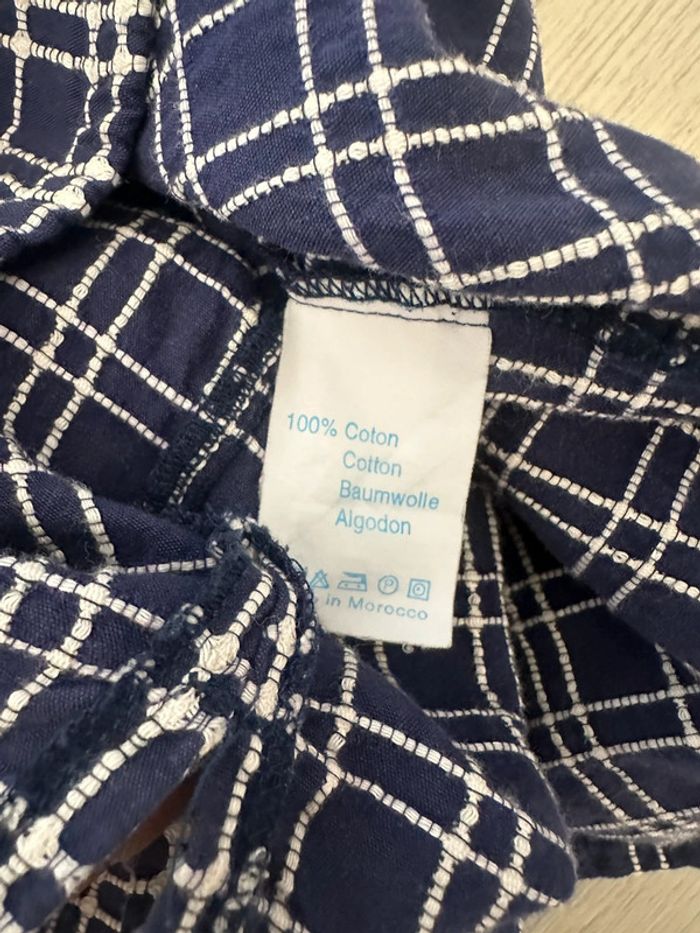 100% Coton
Cotton
Baumwolle
Algodon
in Morocco